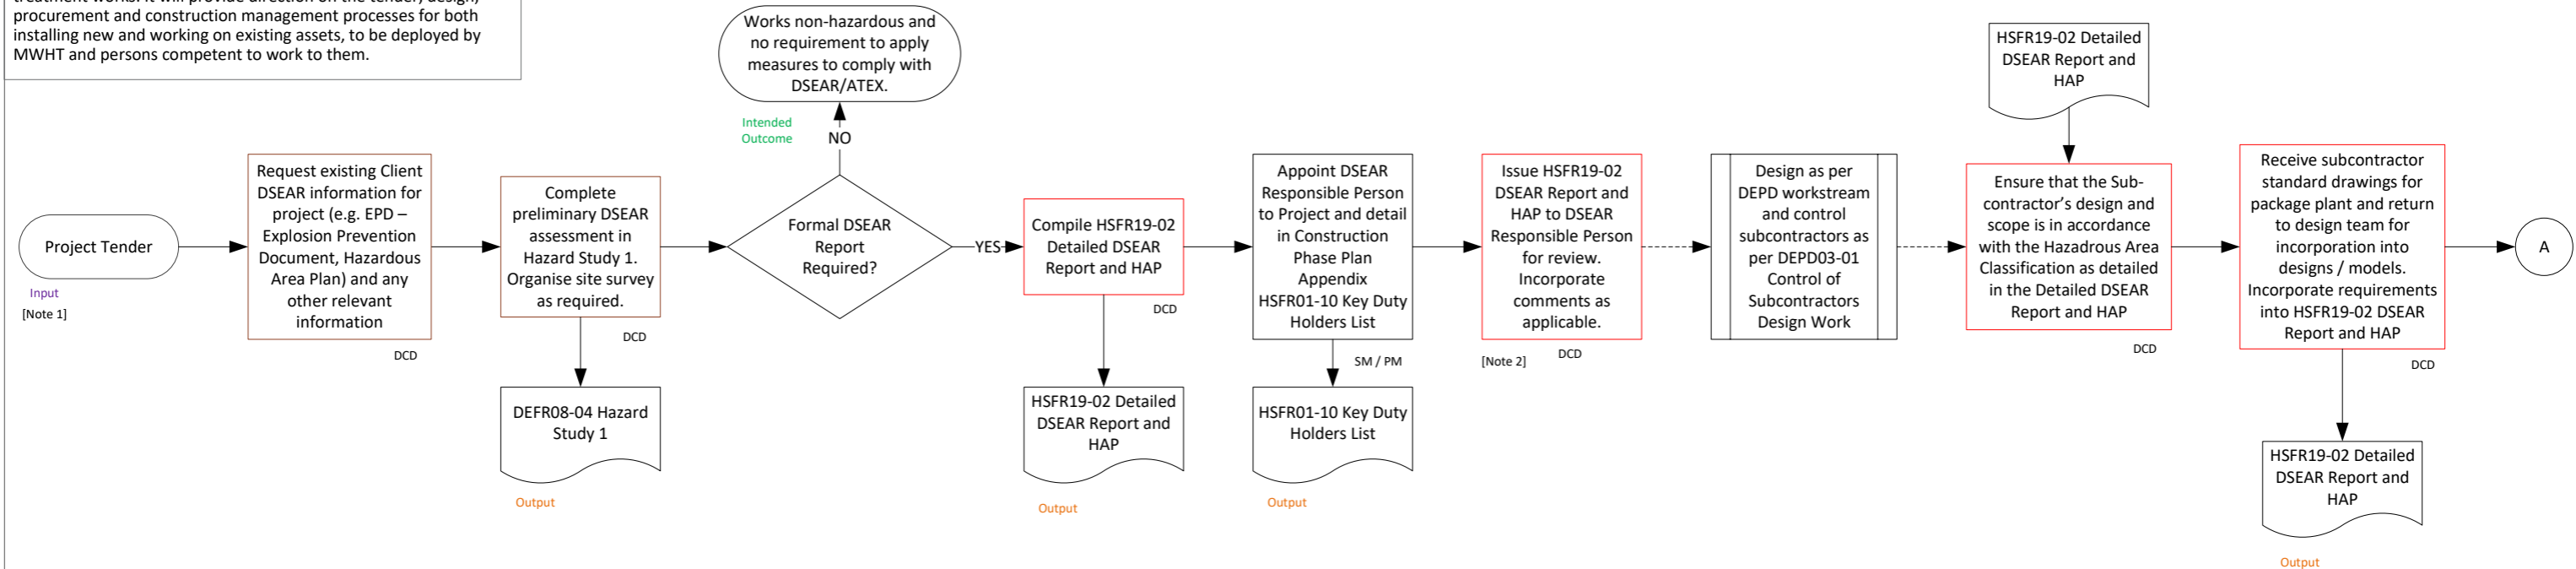 treatment works. It will provide direction on the tender, design,
procurement and construction management processes for both
installing new and working on existing assets, to be deployed by
MWHT and persons competent to work to them.
Works non-hazardous and
no requirement to apply
measures to comply with
DSEAR/ATEX.
Intended
Outcome
NO
Project Tender
Input
[Note 1]
Request existing Client
DSEAR information for
project (e.g. EPD –
Explosion Prevention
Document, Hazardous
Area Plan) and any
other relevant
information
DCD
Complete
preliminary DSEAR
assessment in
Hazard Study 1.
Organise site survey
as required.
DCD
DEFR08-04 Hazard
Study 1
Output
Formal DSEAR
Report
Required?
YES
Compile HSFR19-02
Detailed DSEAR
Report and HAP
DCD
HSFR19-02 Detailed
DSEAR Report and
HAP
Output
Appoint DSEAR
Responsible Person
to Project and detail
in Construction
Phase Plan
Appendix
HSFR01-10 Key Duty
Holders List
SM / PM
HSFR01-10 Key Duty
Holders List
Output
Issue HSFR19-02
DSEAR Report and
HAP to DSEAR
Responsible Person
for review.
Incorporate
comments as
applicable.
[Note 2]
DCD
Design as per
DEPD workstream
and control
subcontractors as
per DEPD03-01
Control of
Subcontractors
Design Work
HSFR19-02 Detailed
DSEAR Report and
HAP
Ensure that the Sub-
contractor's design and
scope is in accordance
with the Hazadrous Area
Classification as detailed
in the Detailed DSEAR
Report and HAP
DCD
Receive subcontractor
standard drawings for
package plant and return
to design team for
incorporation into
designs / models.
Incorporate requirements
into HSFR19-02 DSEAR
Report and HAP
DCD
HSFR19-02 Detailed
DSEAR Report and
HAP
Output
A